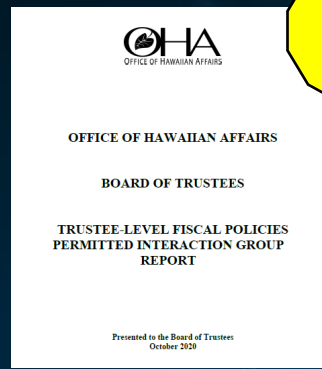 OHA
OFFICE OF HAWAIIAN AFFAIRS
OFFICE OF HAWAIIAN AFFAIRS
BOARD OF TRUSTEES
TRUSTEE-LEVEL FISCAL POLICIES
PERMITTED INTERACTION GROUP
REPORT
Presented to the Board of Trustees
October 2020